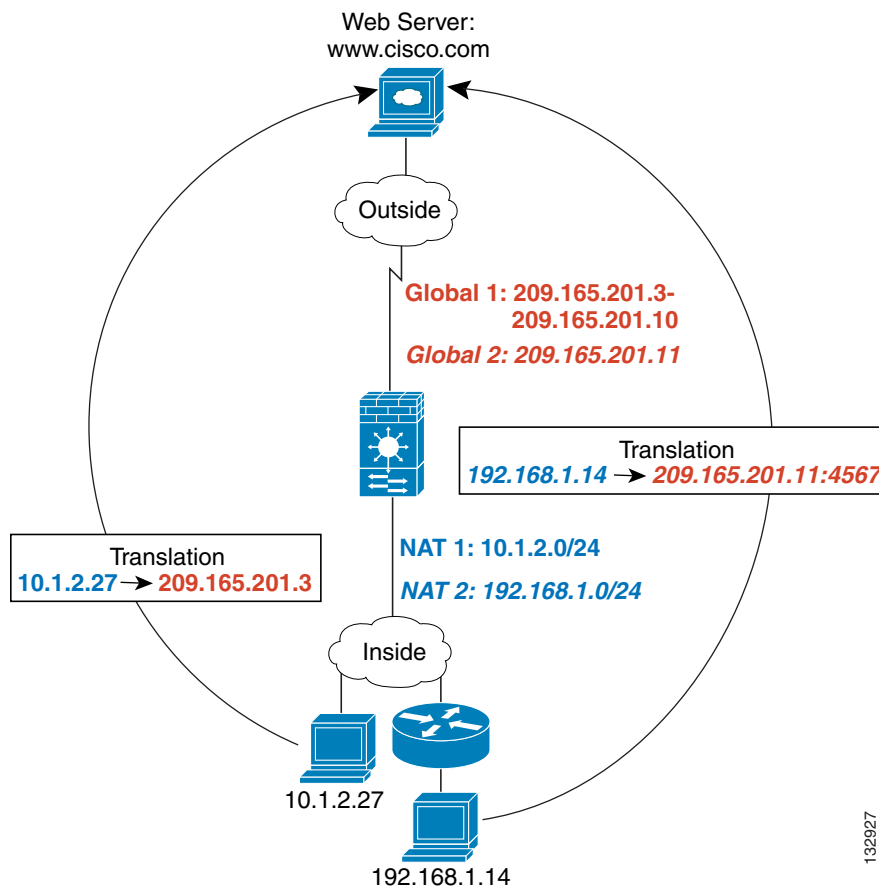 Web Server:
www.cisco.com
Outside
Global 1: 209.165.201.3-
209.165.201.10
Global 2: 209.165.201.11
Translation
192.168.1.14 209.165.201.11:4567
NAT 1: 10.1.2.0/24
NAT 2: 192.168.1.0/24
Translation
10.1.2.27 209.165.201.3
Inside
10.1.2.27
192.168.1.14
132927